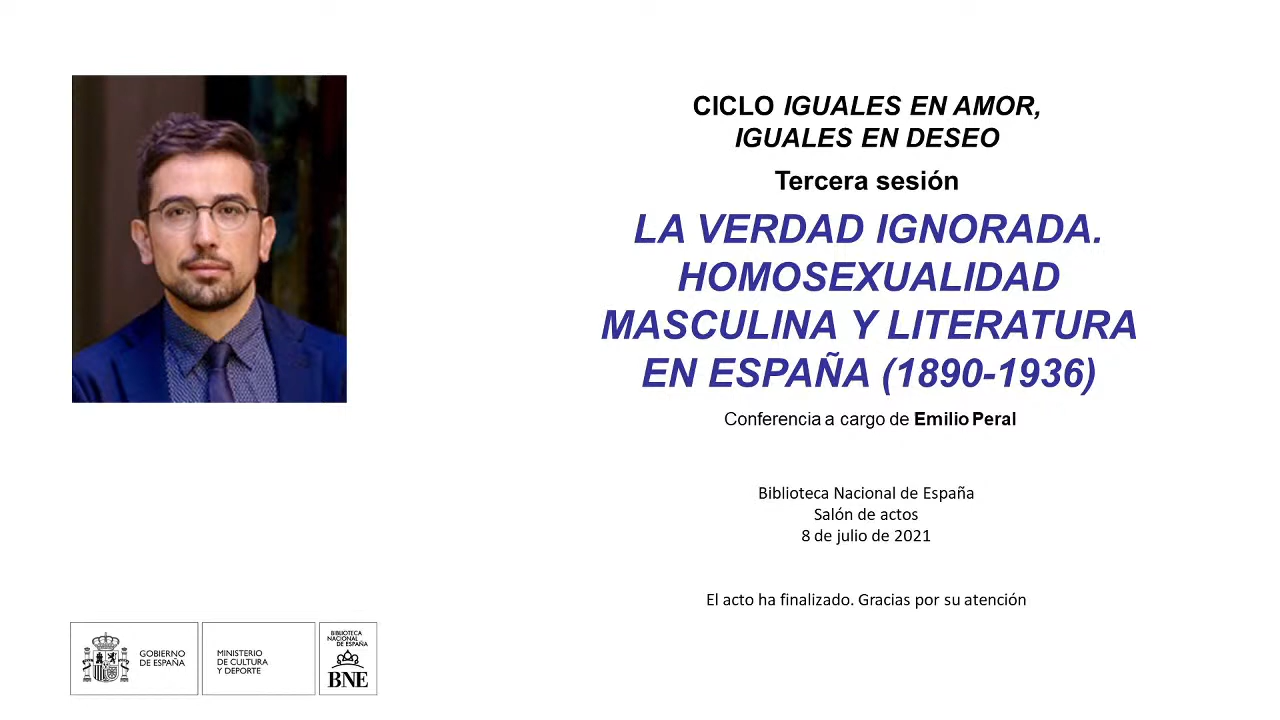 CICLO IGUALES EN AMOR,
IGUALES EN DESEO
Tercera sesión
LA VERDAD IGNORADA.
HOMOSEXUALIDAD
MASCULINA Y LITERATURA
EN ESPAÑA (1890-1936)
Conferencia a cargo de Emilio Peral
Biblioteca Nacional de España
Salón de actos
8 de julio de 2021
El acto ha finalizado. Gracias por su atención
GOBIERNO
DE ESPAÑA
MINISTERIO
DE CULTURA
Y DEPORTE
BIBLIOTECA
NACIONAL
DE ESPAÑA
BNE